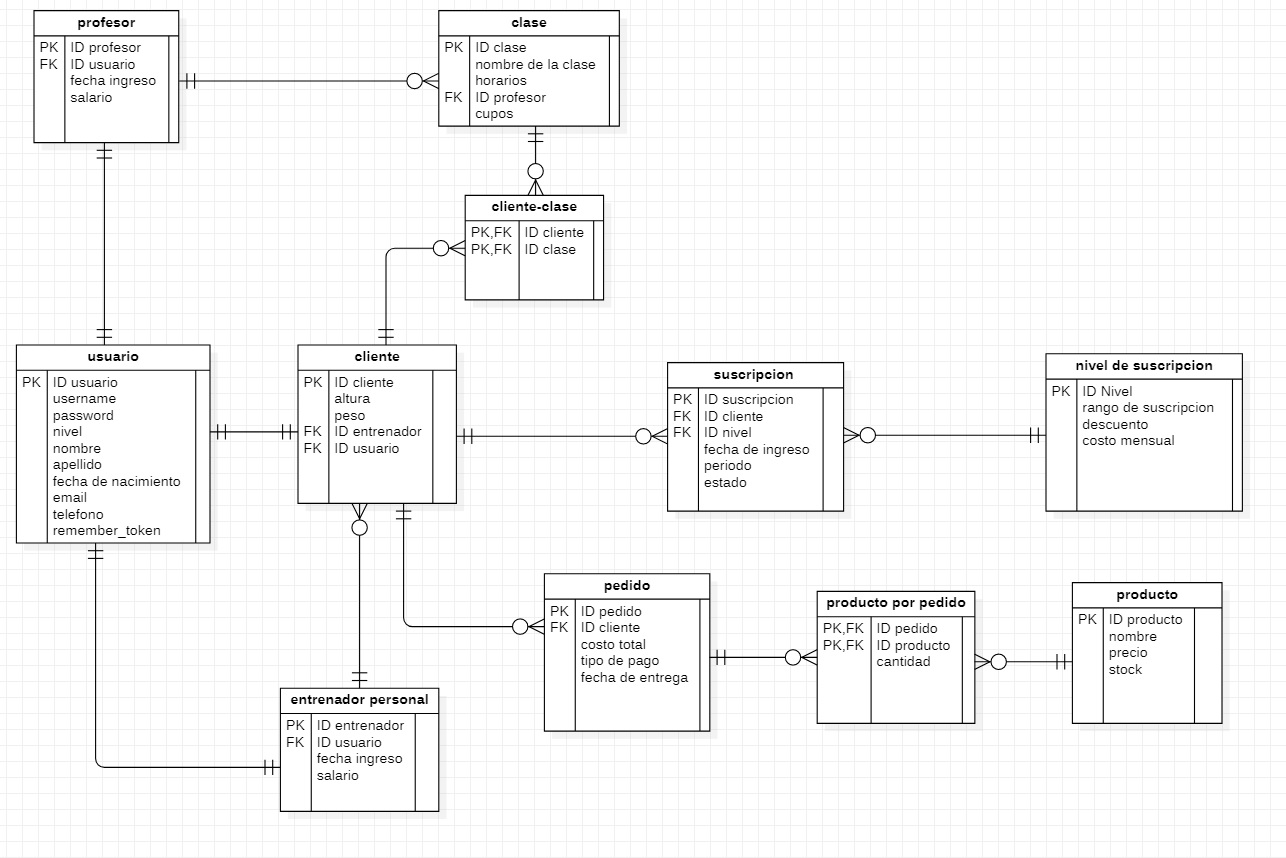 profesor
PK ID profesor
FK ID usuario
fecha ingreso
salario
clase
PK ID clase
nombre de la clase
horarios
FK ID profesor
cupos
cliente-clase
PK,FK ID cliente
PK,FK ID clase
usuario
PK ID usuario
username
password
nivel
nombre
apellido
fecha de nacimiento
email
telefono
remember_token
cliente
PK ID cliente
altura
peso
FK ID entrenador
FK ID usuario
suscripcion
PK ID suscripcion
FK ID cliente
FK ID nivel
fecha de ingreso
periodo
estado
nivel de suscripcion
PK ID Nivel
rango de suscripcion
descuento
costo mensual
pedido
PK ID pedido
FK ID cliente
costo total
tipo de pago
fecha de entrega
producto por pedido
PK,FK ID pedido
PK,FK ID producto
cantidad
producto
PK ID producto
nombre
precio
stock
entrenador personal
PK ID entrenador
FK ID usuario
fecha ingreso
salario